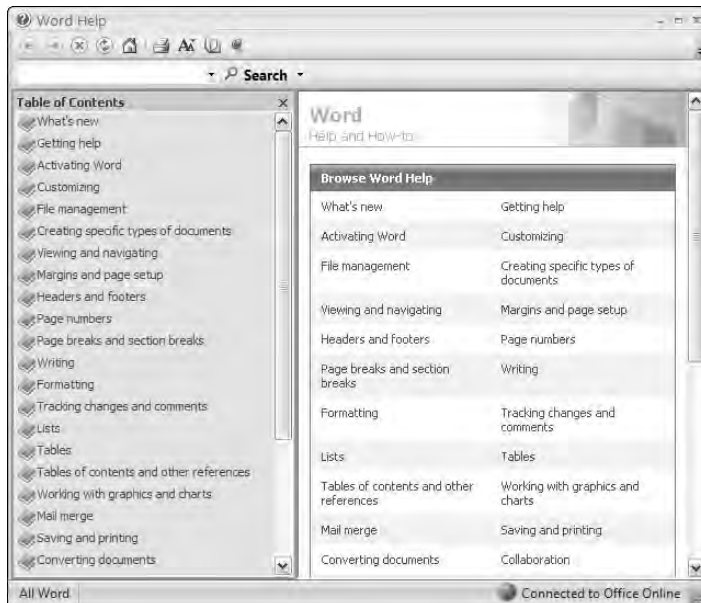 Word Help
Search
Table of Contents
What's new
Getting help
Activating Word
Customizing
File management
Creating specific types of documents
Viewing and navigating
Margins and page setup
Headers and footers
Page numbers
Page breaks and section breaks
Writing
Formatting
Tracking changes and comments
Lists
Tables
Tables of contents and other references
Working with graphics and charts
Mail merge
Saving and printing
Converting documents
Word
Help and How-to
Browse Word Help
What's new
Getting help
Activating Word
Customizing
File management
Creating specific types of
documents
Viewing and navigating
Margins and page setup
Headers and footers
Page numbers
Page breaks and section
breaks
Writing
Formatting
Tracking changes and
comments
Lists
Tables
Tables of contents and other
references
Working with graphics and
charts
Mail merge
Saving and printing
Converting documents
Collaboration
All Word
Connected to Office Online